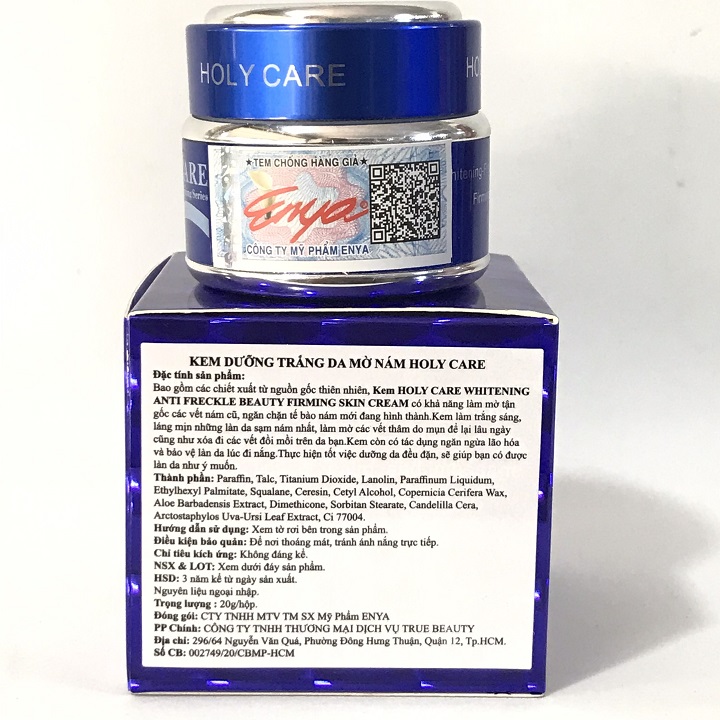 HOLY CARE
HO
ARE
Series
★TEM CHỐNG HÀNG GIẢ★
Enya
CÔNG TY MỸ PHẨM ENYA
Firm
KEM DƯỠNG TRẮNG DA MỜ NÁM HOLY CARE
Đặc tính sản phẩm:
Bao gồm các chiết xuất từ nguồn gốc thiên nhiên, Kem HOLY CARE WHITENING
ANTI FRECKLE BEAUTY FIRMING SKIN CREAM có khả năng làm mờ tận
gốc các vết nám cũ, ngăn chặn tế bào nám mới đang hình thành.Kem làm trắng sáng,
láng mịn những làn da sạm nám nhất, làm mờ các vết thâm do mụn để lại lâu ngày
cũng như xóa đi các vết đồi mồi trên da bạn.Kem còn có tác dụng ngăn ngừa lão hóa
và bảo vệ làn da lúc đi nắng.Thực hiện tốt việc dưỡng da đều đặn, sẽ giúp bạn có được
làn da như ý muốn.
Thành phần: Paraffin, Talc, Titanium Dioxide, Lanolin, Paraffinum Liquidum,
Ethylhexyl Palmitate, Squalane, Ceresin, Cetyl Alcohol, Copernicia Cerifera Wax,
Aloe Barbadensis Extract, Dimethicone, Sorbitan Stearate, Candelilla Cera,
Arctostaphylos Uva-Ursi Leaf Extract, Ci 77004.
Hướng dẫn sử dụng: Xem tờ rơi bên trong sản phẩm.
Điều kiện bảo quản: Để nơi thoáng mát, tránh ánh nắng trực tiếp.
Chỉ tiêu kích ứng: Không đáng kể.
NSX & LOT: Xem dưới đáy sản phẩm.
HSD: 3 năm kể từ ngày sản xuất.
Nguyên liệu ngoại nhập.
Trọng lượng : 20g/hộp.
Đóng gói: CTY TNHH MTV TM SX Mỹ Phẩm ENYA
PP Chính: CÔNG TY TNHH THƯƠNG MẠI DỊCH VỤ TRUE BEAUTY
Địa chỉ: 296/64 Nguyễn Văn Quá, Phường Đông Hưng Thuận, Quận 12, Tp.HCM.
Số CB: 002749/20/CBMP-HCM